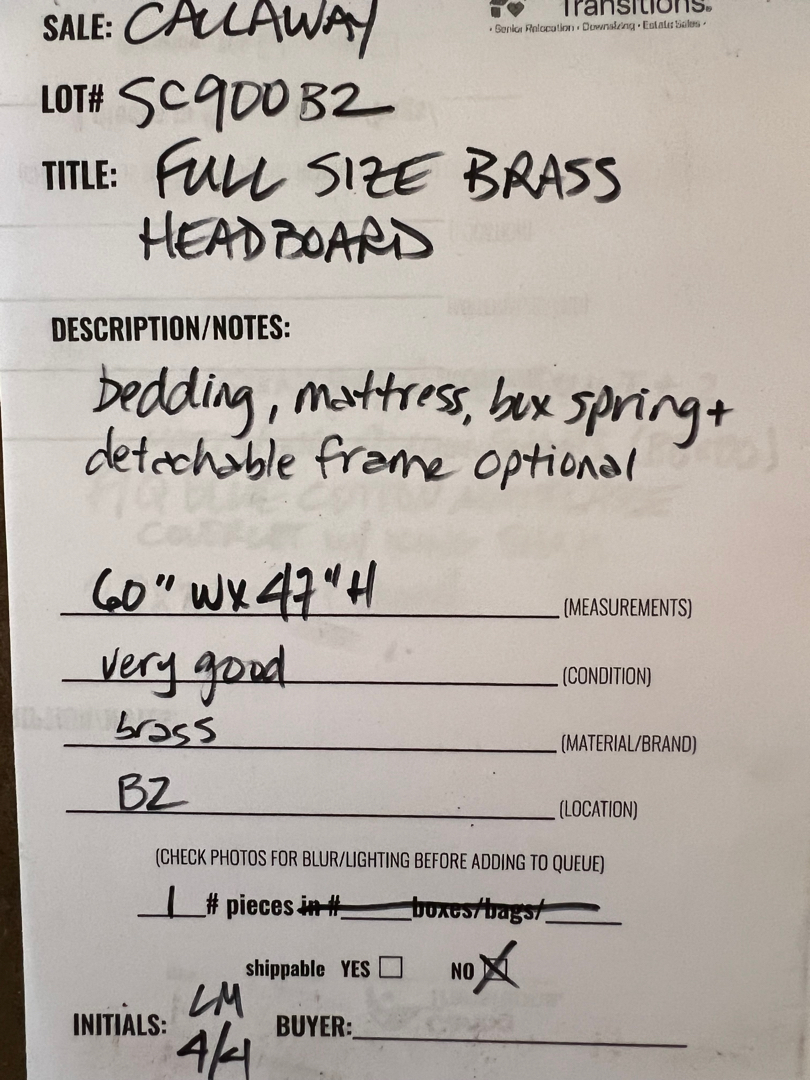 Transitions®
• Senior Relocation • Downsizing • Estate Sales •
SALE: CALLAWAY
LOT# SC900B2
TITLE: FULL SIZE BRASS
HEADBOARD
DESCRIPTION/NOTES:
bedding, mattress, box spring +
detachable frame optional
60" W x 47" H (MEASUREMENTS)
very good (CONDITION)
brass (MATERIAL/BRAND)
B2 (LOCATION)
(CHECK PHOTOS FOR BLUR/LIGHTING BEFORE ADDING TO QUEUE)
1 # pieces in #______boxes/bags/______
shippable YES ☐ NO ☒
INITIALS: LM
4/4 BUYER: